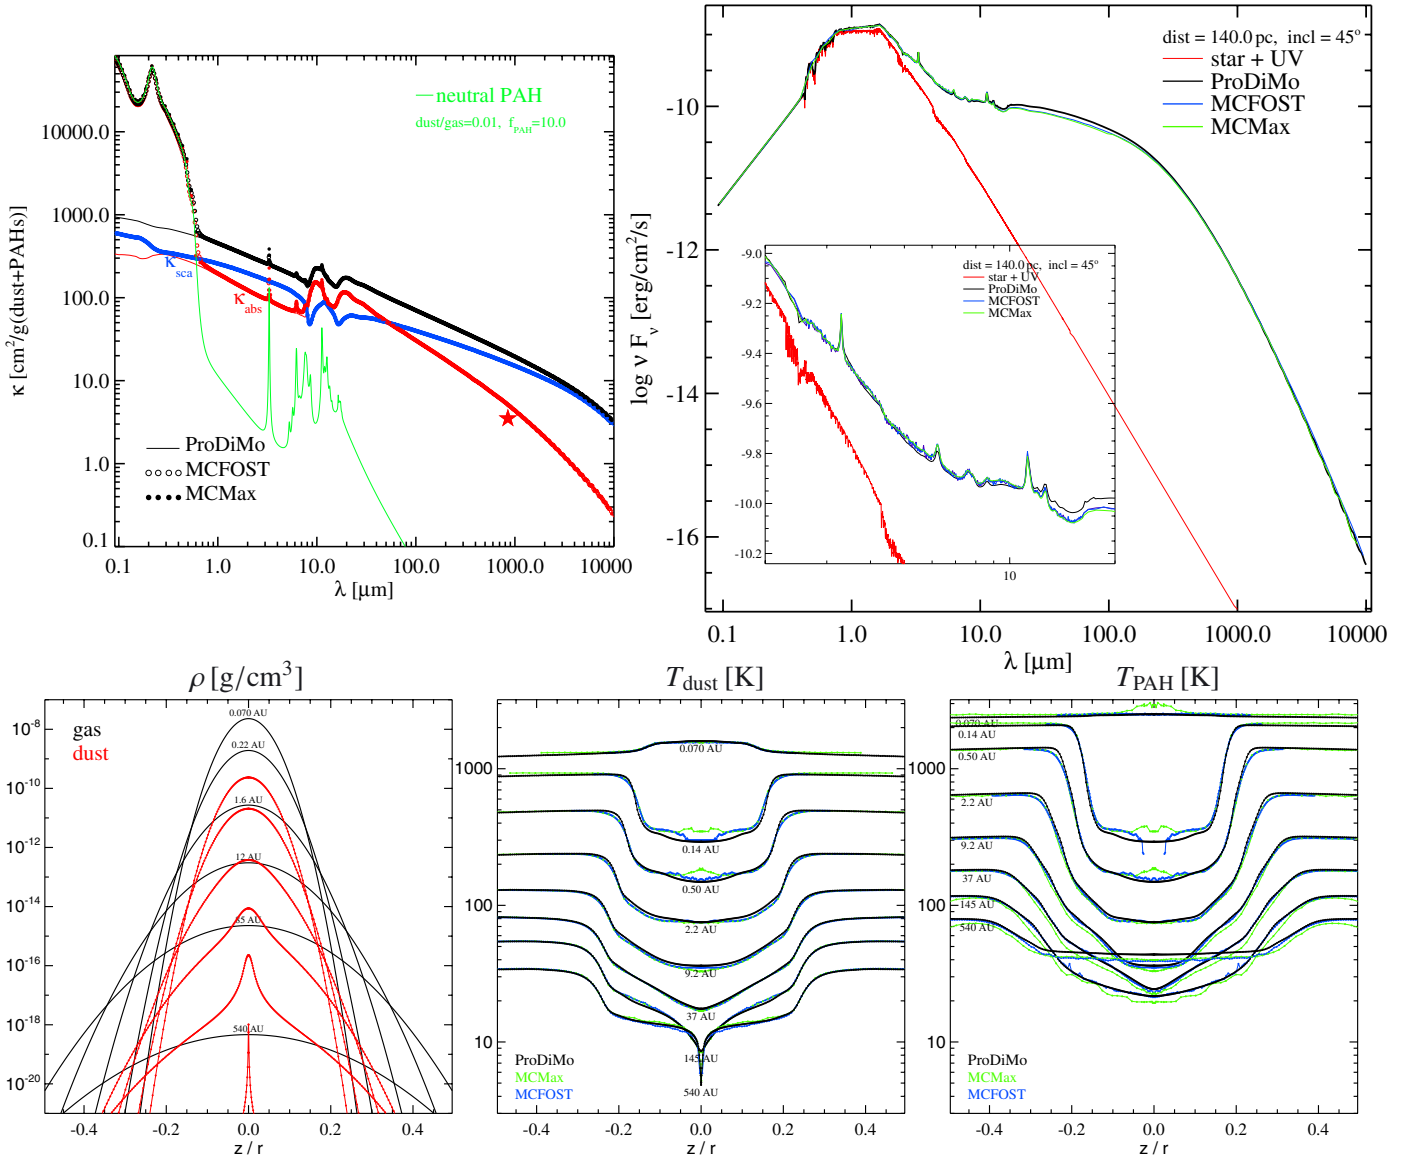 neutral PAH
dust/gas=0.01, f_PAH=10.0
10000.0
1000.0
100.0
10.0
1.0
0.1
κ [cm²/g(dust+PAHs)]
κ_sca
κ_abs
ProDiMo
MCFOST
MCMax
0.1 1.0 10.0 100.0 1000.0 10000
λ [μm]
dist = 140.0 pc, incl = 45°
star + UV
ProDiMo
MCFOST
MCMax
-10
-12
-14
-16
log ν F_ν [erg/cm²/s]
-9.0
-9.2
-9.4
-9.6
-9.8
-10.0
-10.2
dist = 140.0 pc, incl = 45°
star + UV
ProDiMo
MCFOST
MCMax
10
0.1 1.0 10.0 100.0 1000.0 10000
λ [μm]
ρ [g/cm³]
gas
dust
10⁻⁸
10⁻¹⁰
10⁻¹²
10⁻¹⁴
10⁻¹⁶
10⁻¹⁸
10⁻²⁰
0.070 AU
0.22 AU
1.6 AU
12 AU
85 AU
540 AU
-0.4 -0.2 0.0 0.2 0.4
z / r
T_dust [K]
1000
100
10
0.070 AU
0.14 AU
0.50 AU
2.2 AU
9.2 AU
37 AU
145 AU
540 AU
ProDiMo
MCMax
MCFOST
-0.4 -0.2 0.0 0.2 0.4
z / r
T_PAH [K]
1000
100
10
0.070 AU
0.14 AU
0.50 AU
2.2 AU
9.2 AU
37 AU
145 AU
540 AU
ProDiMo
MCMax
MCFOST
-0.4 -0.2 0.0 0.2 0.4
z / r